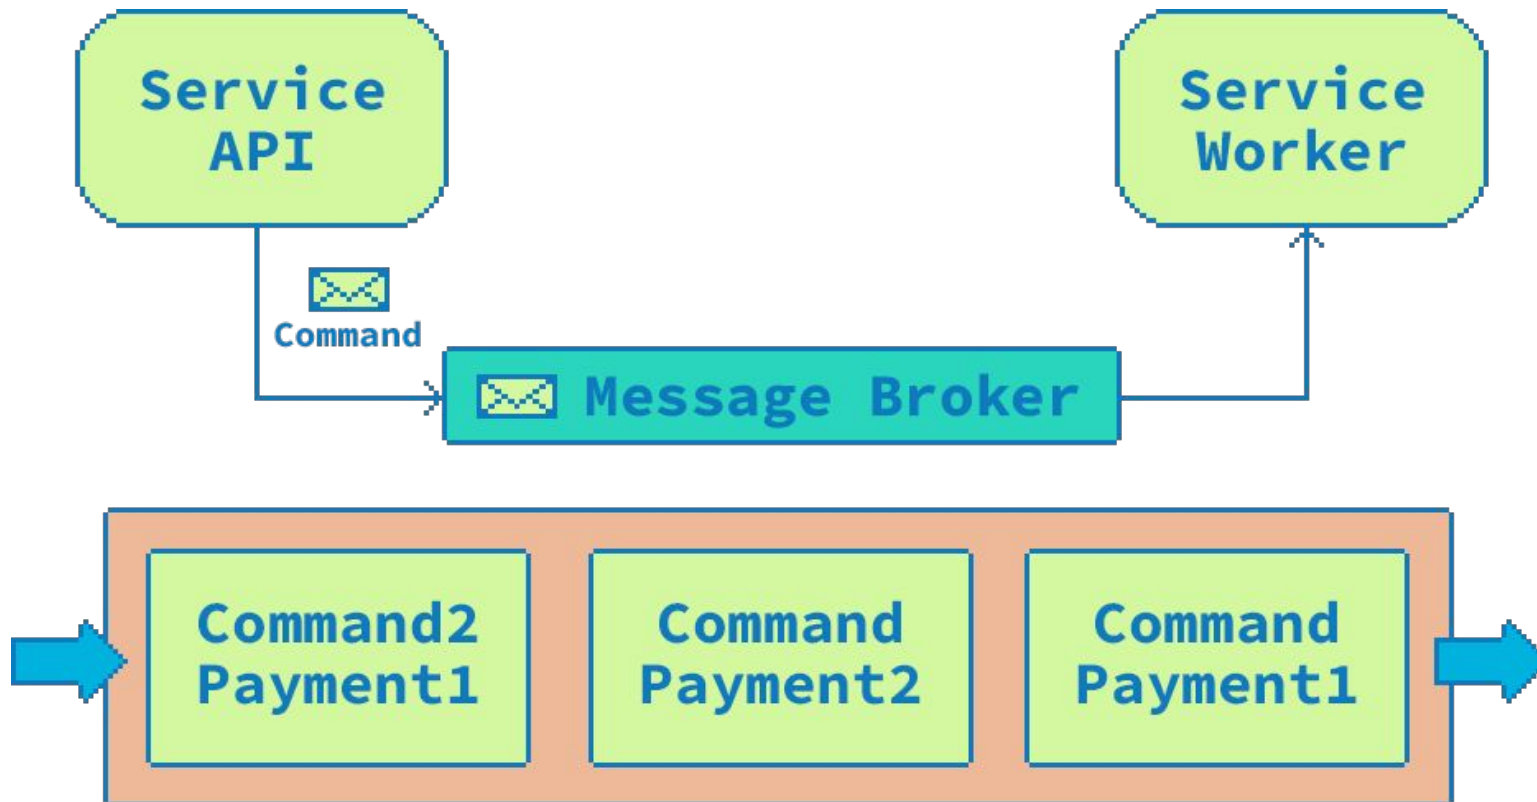 Service
API
Service
Worker
Command
Message Broker
Command2
Payment1
Command
Payment2
Command
Payment1